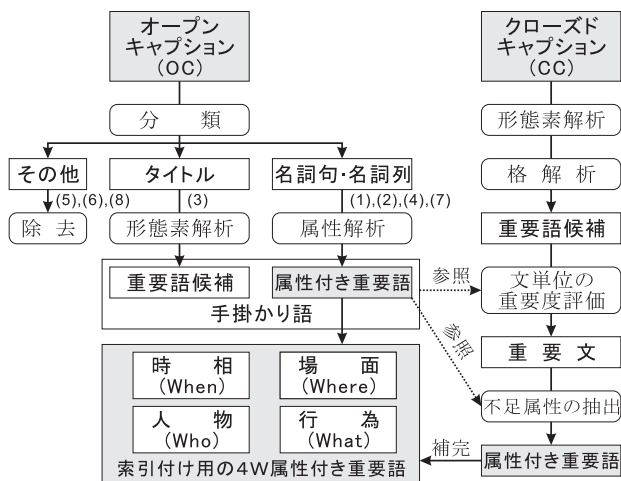 オープン
キャプション
(OC)
クローズド
キャプション
(CC)
分類
形態素解析
その他
タイトル
名詞句・名詞列
格解析
(5),(6),(8)
(3)
(1),(2),(4),(7)
除去
形態素解析
属性解析
重要語候補
重要語候補
属性付き重要語
参照
文単位の
重要度評価
手掛かり語
参照
重要文
時相
(When)
場面
(Where)
人物
(Who)
行為
(What)
不足属性の抽出
補完
属性付き重要語
索引付け用の4W属性付き重要語